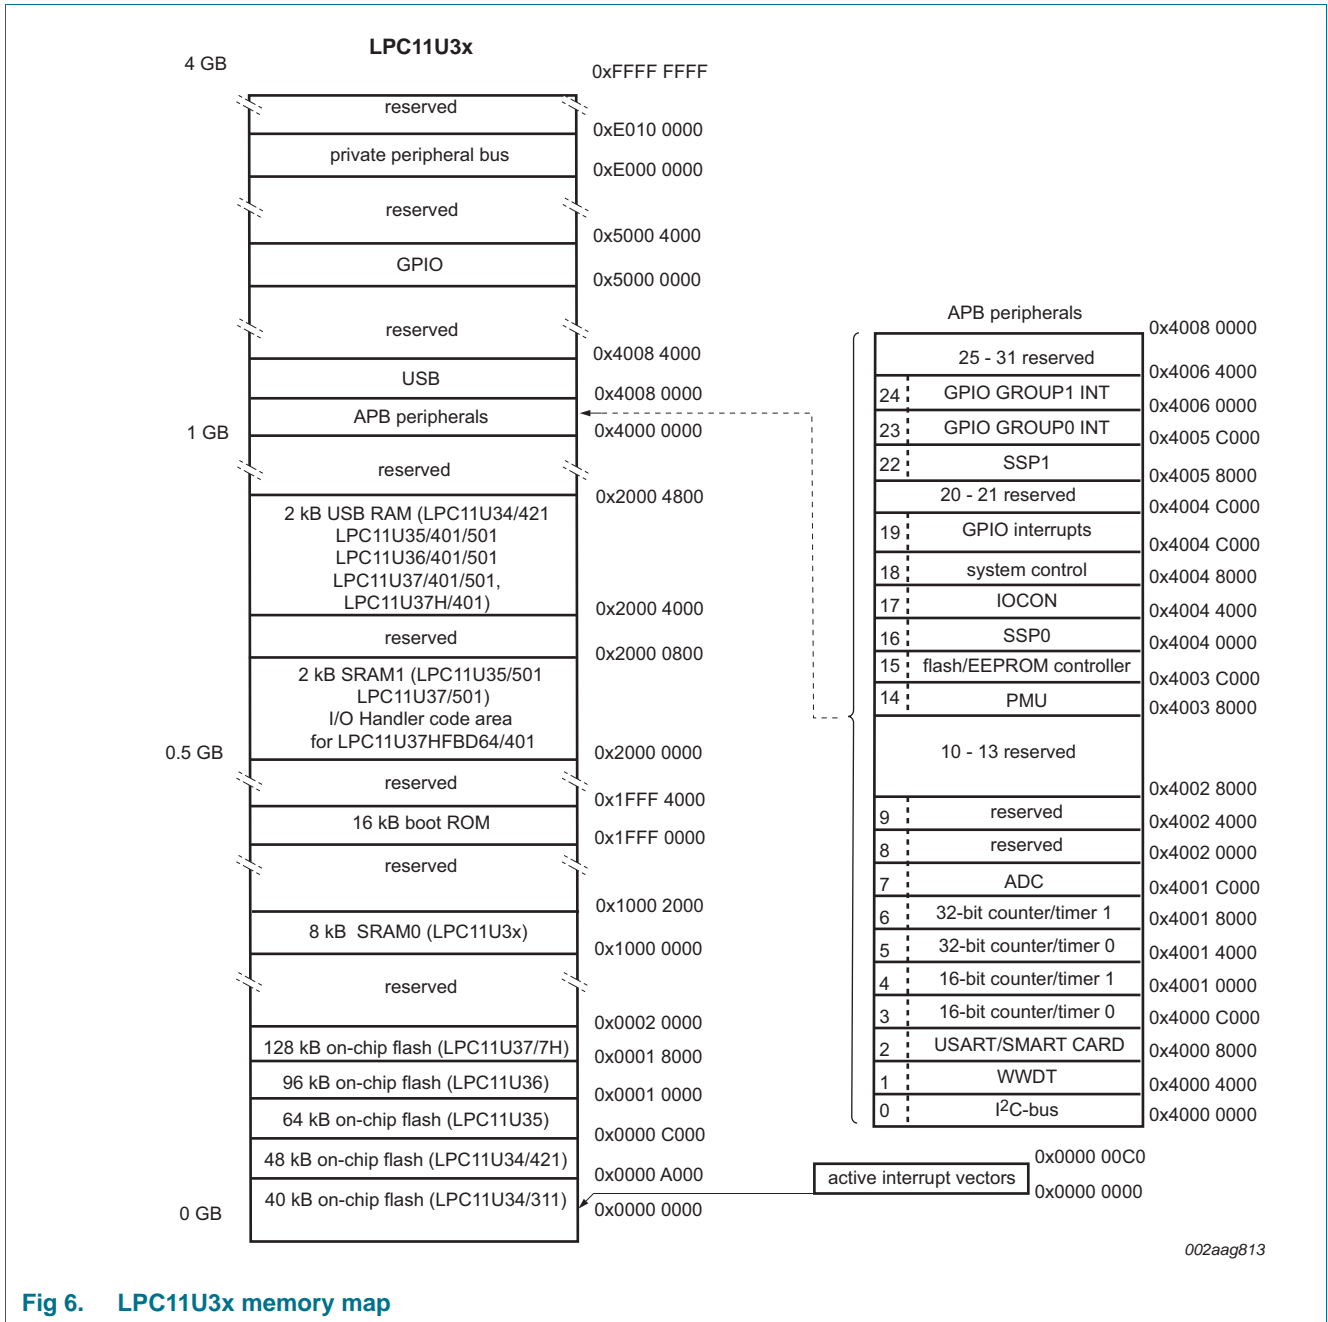 LPC11U3x
4 GB
0xFFFF FFFF
reserved
0xE010 0000
private peripheral bus
0xE000 0000
reserved
0x5000 4000
GPIO
0x5000 0000
reserved
0x4008 4000
USB
0x4008 0000
APB peripherals
1 GB
0x4000 0000
reserved
0x2000 4800
2 kB USB RAM (LPC11U34/421
LPC11U35/401/501
LPC11U36/401/501
LPC11U37/401/501,
LPC11U37H/401)
0x2000 4000
reserved
0x2000 0800
2 kB SRAM1 (LPC11U35/501
LPC11U37/501)
I/O Handler code area
for LPC11U37HFBD64/401
0.5 GB
0x2000 0000
reserved
0x1FFF 4000
16 kB boot ROM
0x1FFF 0000
reserved
0x1000 2000
8 kB SRAM0 (LPC11U3x)
0x1000 0000
reserved
0x0002 0000
128 kB on-chip flash (LPC11U37/7H)
0x0001 8000
96 kB on-chip flash (LPC11U36)
0x0001 0000
64 kB on-chip flash (LPC11U35)
0x0000 C000
48 kB on-chip flash (LPC11U34/421)
0x0000 A000
40 kB on-chip flash (LPC11U34/311)
0 GB
0x0000 0000
APB peripherals
0x4008 0000
25 - 31 reserved
0x4006 4000
24 GPIO GROUP1 INT
0x4006 0000
23 GPIO GROUP0 INT
0x4005 C000
22 SSP1
0x4005 8000
20 - 21 reserved
0x4004 C000
19 GPIO interrupts
0x4004 C000
18 system control
0x4004 8000
17 IOCON
0x4004 4000
16 SSP0
0x4004 0000
15 flash/EEPROM controller
0x4003 C000
14 PMU
0x4003 8000
10 - 13 reserved
0x4002 8000
9 reserved
0x4002 4000
8 reserved
0x4002 0000
7 ADC
0x4001 C000
6 32-bit counter/timer 1
0x4001 8000
5 32-bit counter/timer 0
0x4001 4000
4 16-bit counter/timer 1
0x4001 0000
3 16-bit counter/timer 0
0x4000 C000
2 USART/SMART CARD
0x4000 8000
1 WWDT
0x4000 4000
0 I2C-bus
0x4000 0000
0x0000 00C0
active interrupt vectors
0x0000 0000
002aag813
Fig 6. LPC11U3x memory map